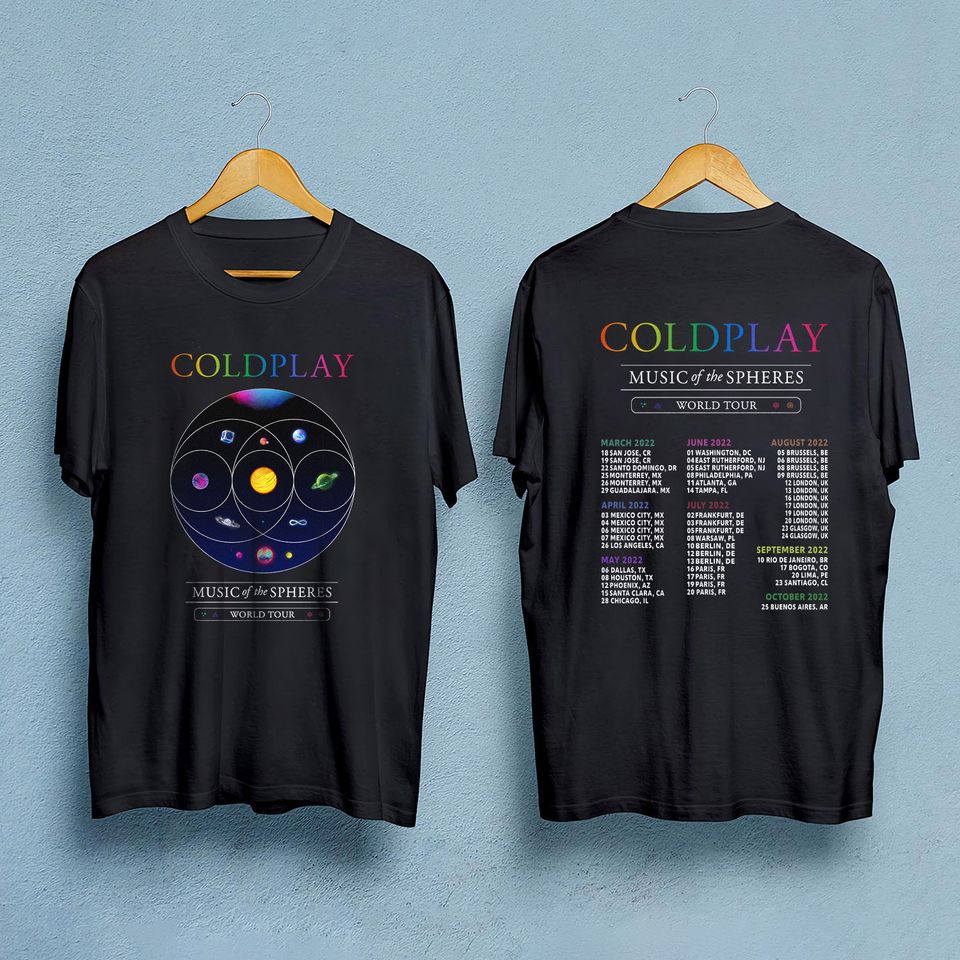 COLDPLAY
MUSIC of the SPHERES
WORLD TOUR
COLDPLAY
MUSIC of the SPHERES
WORLD TOUR
MARCH 2022
18 SAN JOSE, CR
19 SAN JOSE, CR
22 SANTO DOMINGO, DR
25 MONTERREY, MX
26 MONTERREY, MX
29 GUADALAJARA, MX
APRIL 2022
03 MEXICO CITY, MX
04 MEXICO CITY, MX
06 MEXICO CITY, MX
07 MEXICO CITY, MX
26 LOS ANGELES, CA
MAY 2022
06 DALLAS, TX
08 HOUSTON, TX
12 PHOENIX, AZ
15 SANTA CLARA, CA
28 CHICAGO, IL
JUNE 2022
01 WASHINGTON, DC
04 EAST RUTHERFORD, NJ
05 EAST RUTHERFORD, NJ
08 PHILADELPHIA, PA
11 ATLANTA, GA
14 TAMPA, FL
JULY 2022
02 FRANKFURT, DE
03 FRANKFURT, DE
05 FRANKFURT, DE
08 WARSAW, PL
10 BERLIN, DE
12 BERLIN, DE
13 BERLIN, DE
16 PARIS, FR
17 PARIS, FR
19 PARIS, FR
20 PARIS, FR
AUGUST 2022
05 BRUSSELS, BE
06 BRUSSELS, BE
08 BRUSSELS, BE
09 BRUSSELS, BE
12 LONDON, UK
13 LONDON, UK
16 LONDON, UK
17 LONDON, UK
19 LONDON, UK
20 LONDON, UK
23 GLASGOW, UK
24 GLASGOW, UK
SEPTEMBER 2022
10 RIO DE JANEIRO, BR
17 BOGOTA, CO
20 LIMA, PE
23 SANTIAGO, CL
OCTOBER 2022
25 BUENOS AIRES, AR